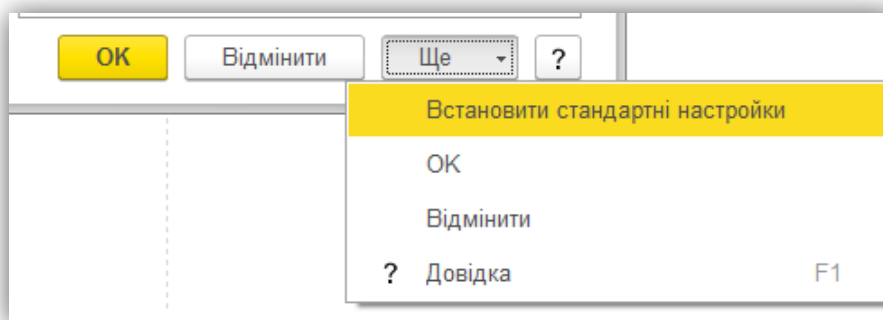 OK Відмінити Ще ?
Встановити стандартні настройки
OK
Відмінити
? Довідка F1